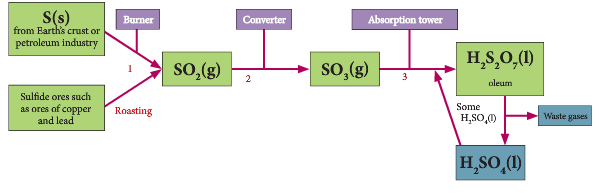 S(s)
from Earth's crust or
petroleum industry
Burner
Converter
Absorption tower
1
SO₂(g)
2
SO₃(g)
3
H₂S₂O₇(l)
oleum
Sulfide ores such
as ores of copper
and lead
Roasting
Some
H₂SO₄(l)
Waste gases
H₂SO₄(l)